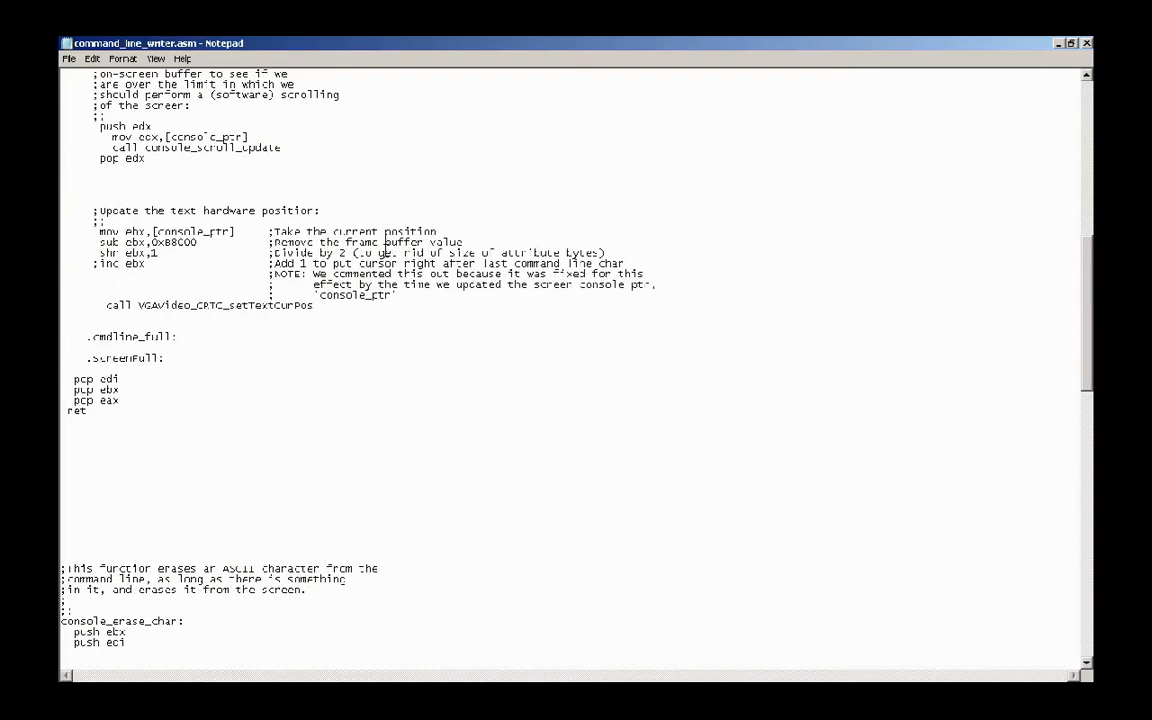 command_line_writer.asm - Notepad
File Edit Format View Help
;on-screen buffer to see if we
;are over the limit in which we
;should perform a (software) scrolling
;of the screen:
;;
push edx
mov edx,[console_ptr]
call console_scroll_update
pop edx
;Update the text hardware position:
;;
mov ebx,[console_ptr] ;Take the current position
sub ebx,0xB8000 ;Remove the frame buffer value
shr ebx,1 ;Divide by 2 (to get rid of size of attribute bytes)
;inc ebx ;Add 1 to put cursor right after last command line char
;NOTE: we commented this out because it was fixed for this
; effect by the time we updated the screen console ptr,
; 'console_ptr'
call VGAVideo_CRTC_setTextCurPos
.cmdline_full:
.screenFull:
pop edi
pop ebx
pop eax
ret
;This function erases an ASCII character from the
;command line, as long as there is something
;in it, and erases it from the screen.
;
;;
console_erase_char:
push ebx
push edi